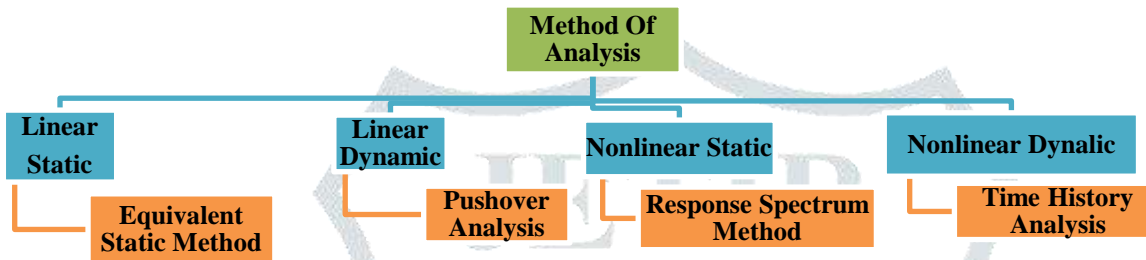 Method Of
Analysis
Linear
Static
Linear
Dynamic
Nonlinear Static
Nonlinear Dynalic
Equivalent
Static Method
Pushover
Analysis
Response Spectrum
Method
Time History
Analysis